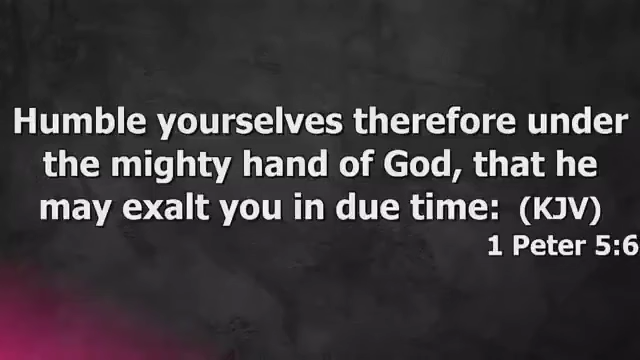 Humble yourselves therefore under
the mighty hand of God, that he
may exalt you in due time: (KJV)
1 Peter 5:6